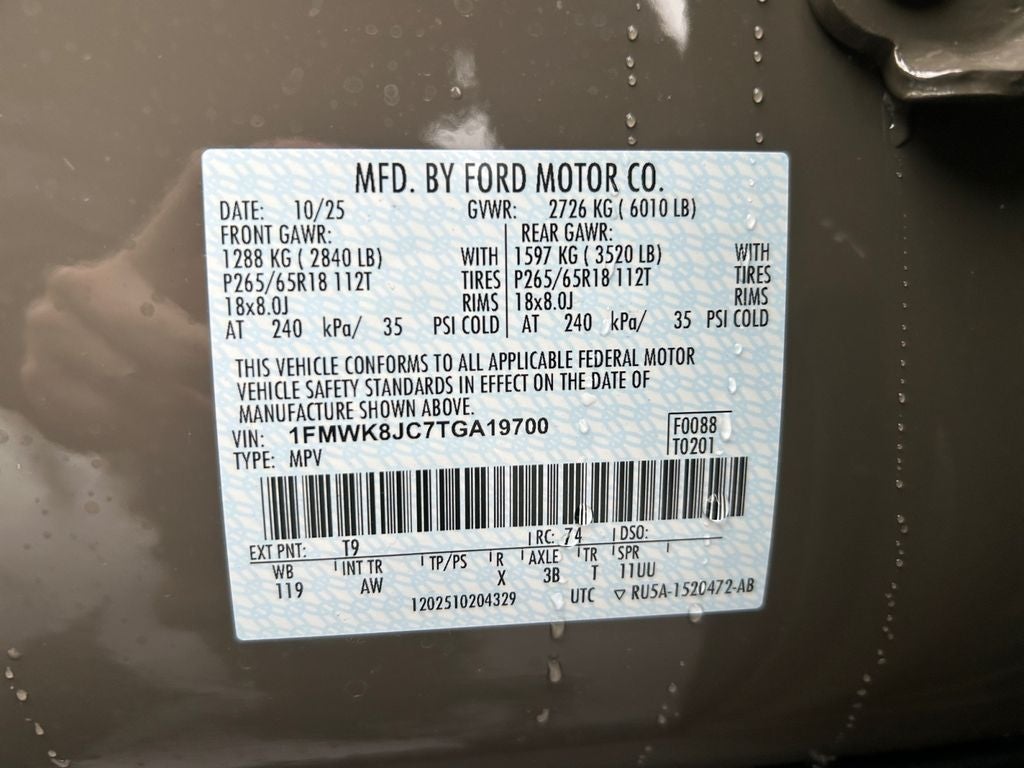 MFD. BY FORD MOTOR CO.
DATE: 10/25 GVWR: 2726 KG ( 6010 LB)
FRONT GAWR: REAR GAWR:
1288 KG ( 2840 LB) WITH 1597 KG ( 3520 LB) WITH
P265/65R18 112T TIRES P265/65R18 112T TIRES
18x8.0J RIMS 18x8.0J RIMS
AT 240 kPa/ 35 PSI COLD AT 240 kPa/ 35 PSI COLD
THIS VEHICLE CONFORMS TO ALL APPLICABLE FEDERAL MOTOR
VEHICLE SAFETY STANDARDS IN EFFECT ON THE DATE OF
MANUFACTURE SHOWN ABOVE.
VIN: 1FMWK8JC7TGA19700 F0088
TYPE: MPV T0201
EXT PNT: T9 RC: 74 DSO:
WB INT TR TP/PS R AXLE TR SPR
119 AW X 3B T 11UU
1202510204329 UTC ▽ RU5A-1520472-AB